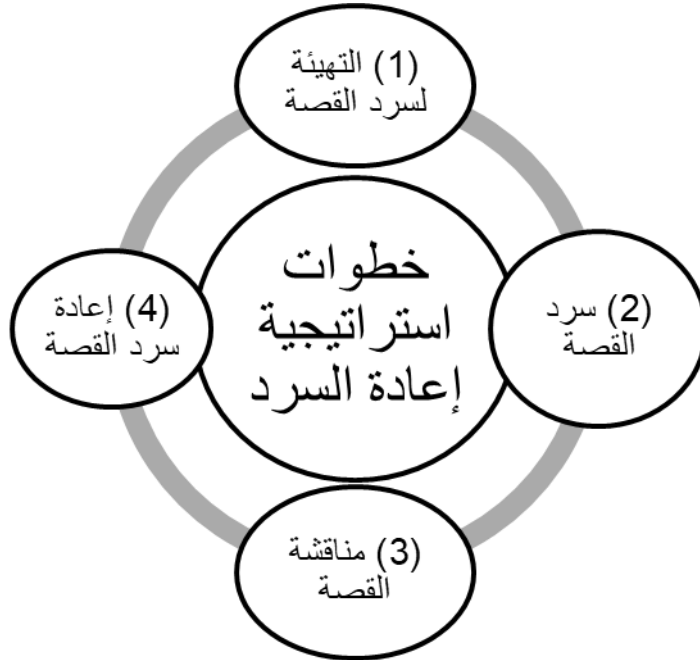 (1) التهيئة
لسرد القصة
خطوات
استراتيجية
إعادة السرد
(2) سرد
القصة
(3) مناقشة
القصة
(4) إعادة
سرد القصة